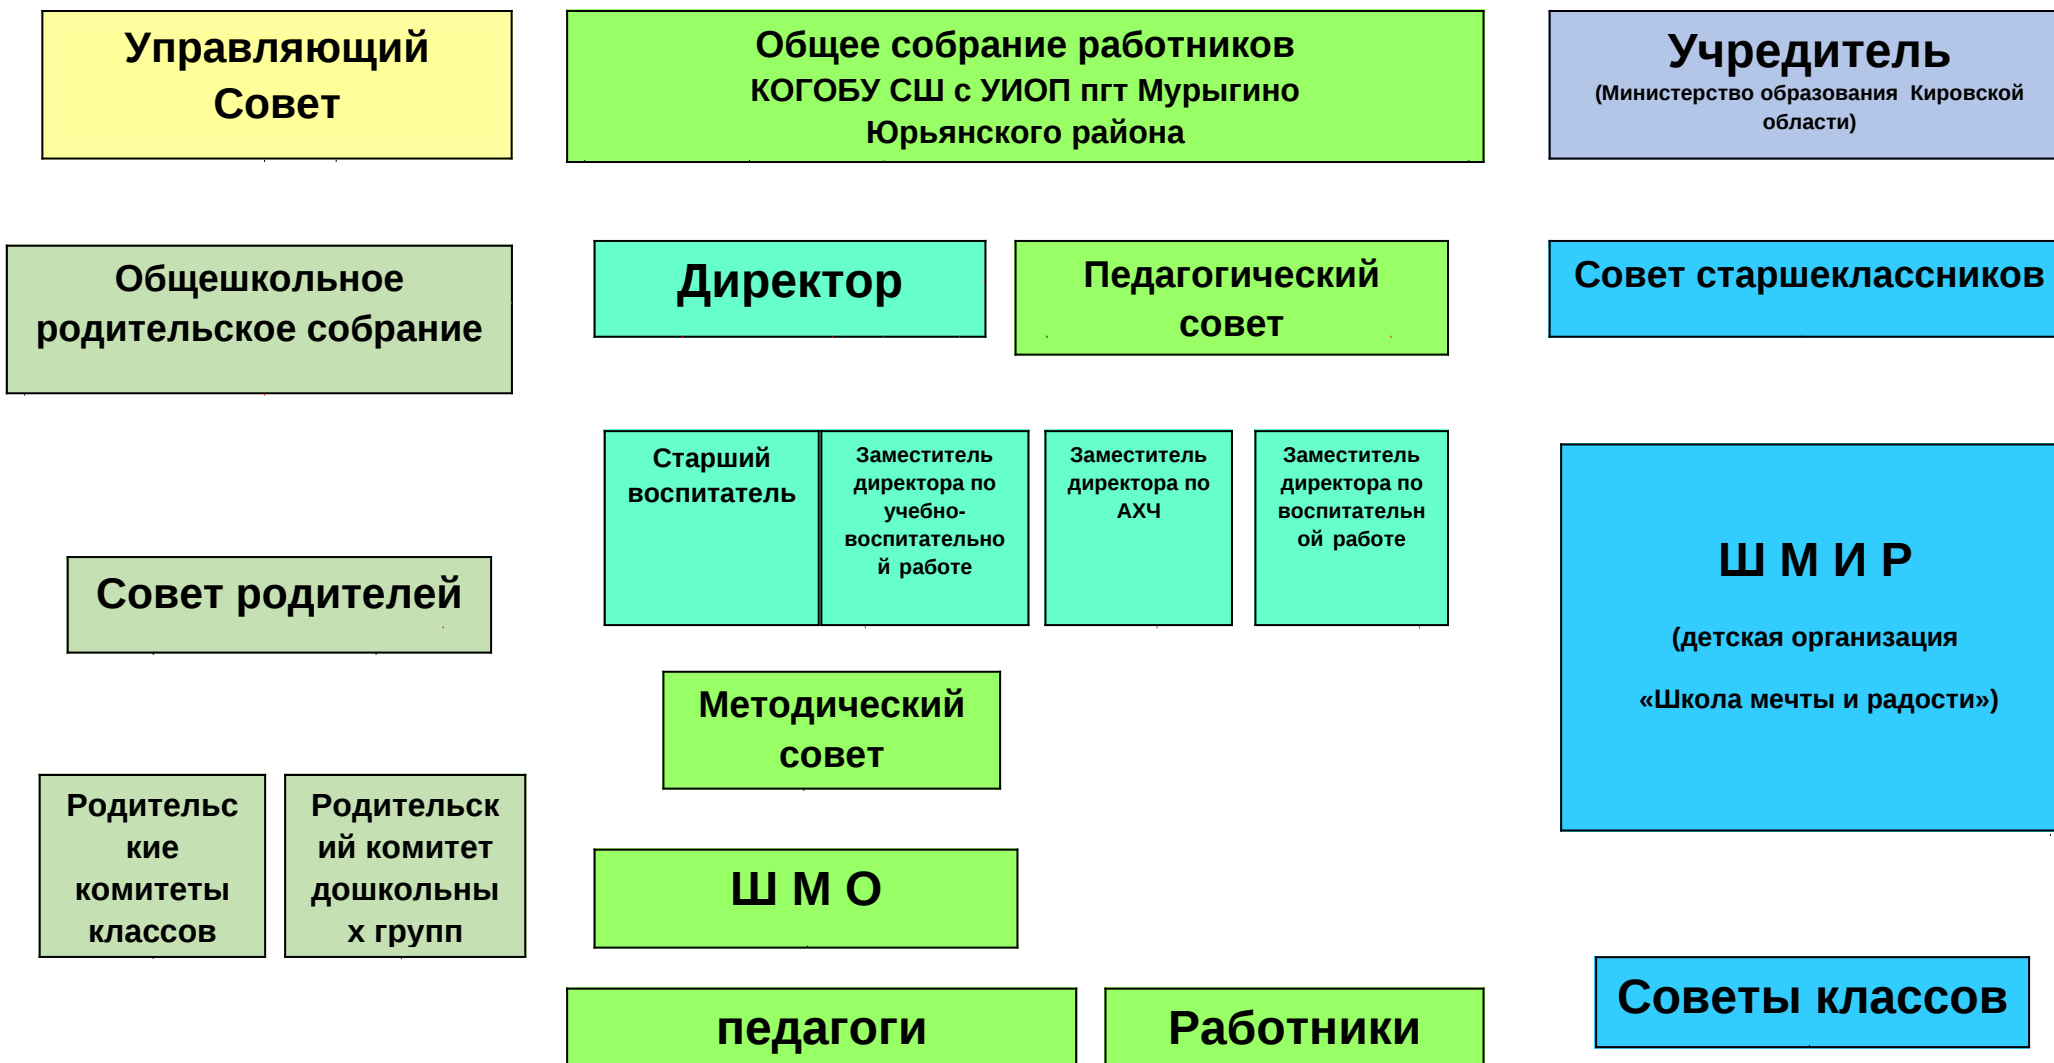 Управляющий
Совет
Общее собрание работников
КОГОБУ СШ с УИОП пгт Мурыгино
Юрьянского района
Учредитель
(Министерство образования Кировской
области)
Общешкольное
родительское собрание
Директор
Педагогический
совет
Совет старшеклассников
Старший
воспитатель
Заместитель
директора по
учебно-
воспитательно
й работе
Заместитель
директора по
АХЧ
Заместитель
директора по
воспитательн
ой работе
Ш М И Р
(детская организация
«Школа мечты и радости»)
Совет родителей
Методический
совет
Родительс
кие
комитеты
классов
Родительск
ий комитет
дошкольны
х групп
Ш М О
педагоги
Работники
Советы классов